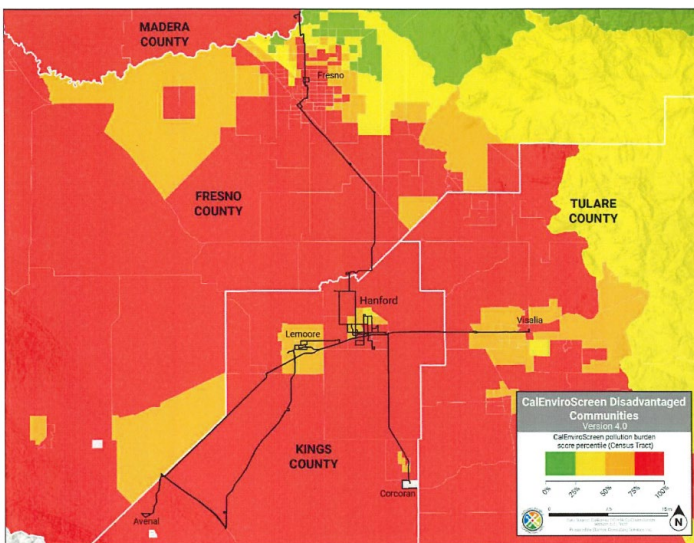 MADERA
COUNTY
Fresno
FRESNO
COUNTY
TULARE
COUNTY
Hanford
Lemoore
Visalia
KINGS
COUNTY
Corcoran
Avenal
CalEnviroScreen Disadvantaged
Communities
Version 4.0
CalEnviroScreen pollution burden
score percentile (Census Tract)
0% 25% 50% 75% 100%
N